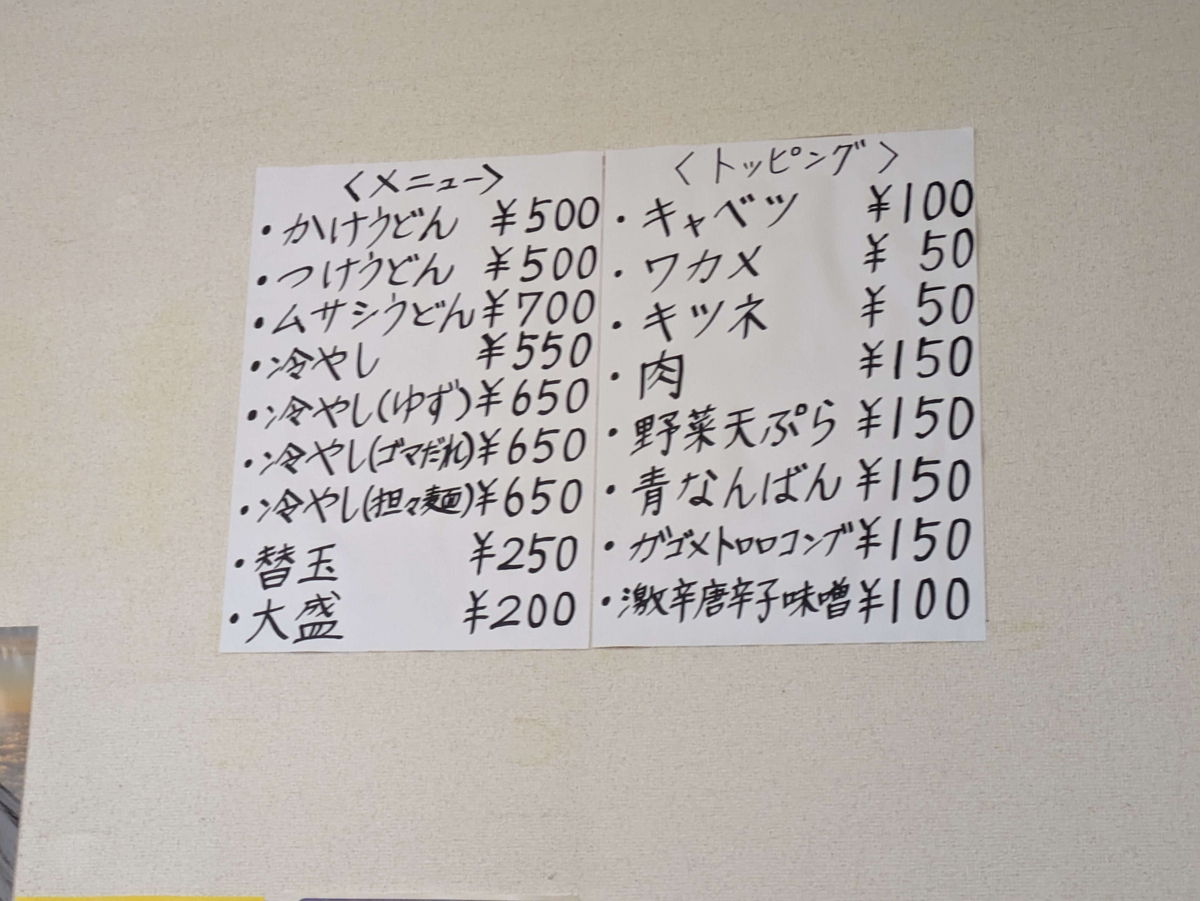 〈メニュー〉
・かけうどん ¥500
・つけうどん ¥500
・ムサシうどん ¥700
・冷やし ¥550
・冷やし(ゆず) ¥650
・冷やし(ゴマだれ) ¥650
・冷やし(担々麺) ¥650
・替玉 ¥250
・大盛 ¥200
〈トッピング〉
・キャベツ ¥100
・ワカメ ¥50
・キツネ ¥50
・肉 ¥150
・野菜天ぷら ¥150
・青なんばん ¥150
・ガゴメトロロコンブ ¥150
・激辛唐辛子味噌 ¥100